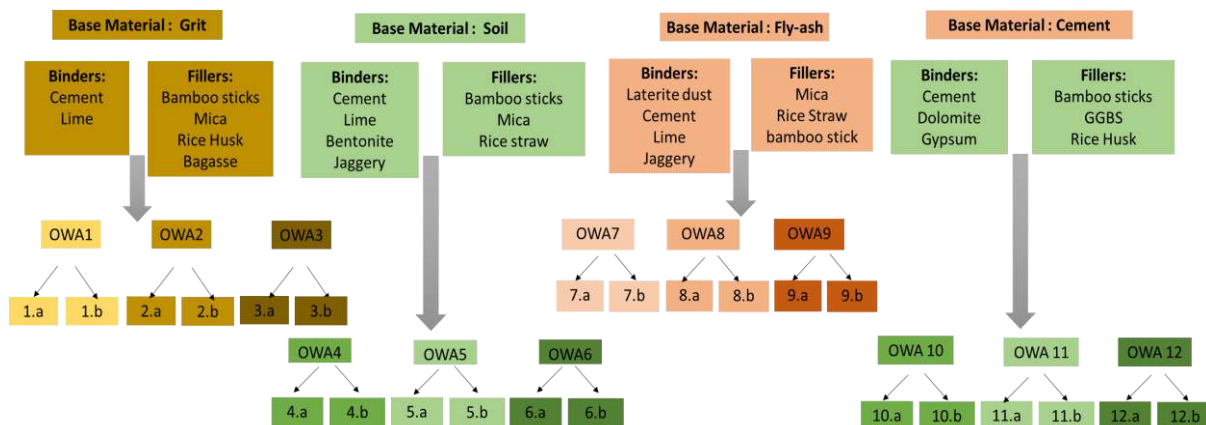 Base Material : Grit
Binders:
Cement
Lime
Fillers:
Bamboo sticks
Mica
Rice Husk
Bagasse
OWA1
OWA2
OWA3
1.a
1.b
2.a
2.b
3.a
3.b
Base Material : Soil
Binders:
Cement
Lime
Bentonite
Jaggery
Fillers:
Bamboo sticks
Mica
Rice straw
OWA4
OWA5
OWA6
4.a
4.b
5.a
5.b
6.a
6.b
Base Material : Fly-ash
Binders:
Laterite dust
Cement
Lime
Jaggery
Fillers:
Mica
Rice Straw
bamboo stick
OWA7
OWA8
OWA9
7.a
7.b
8.a
8.b
9.a
9.b
Base Material : Cement
Binders:
Cement
Dolomite
Gypsum
Fillers:
Bamboo sticks
GGBS
Rice Husk
OWA 10
OWA 11
OWA 12
10.a
10.b
11.a
11.b
12.a
12.b